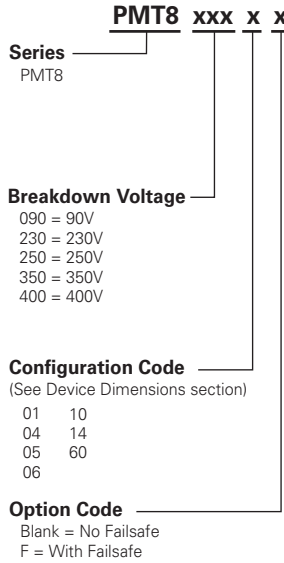 PMT8 xxx x x
Series
PMT8
Breakdown Voltage
090 = 90V
230 = 230V
250 = 250V
350 = 350V
400 = 400V
Configuration Code
(See Device Dimensions section)
01 10
04 14
05 60
06
Option Code
Blank = No Failsafe
F = With Failsafe